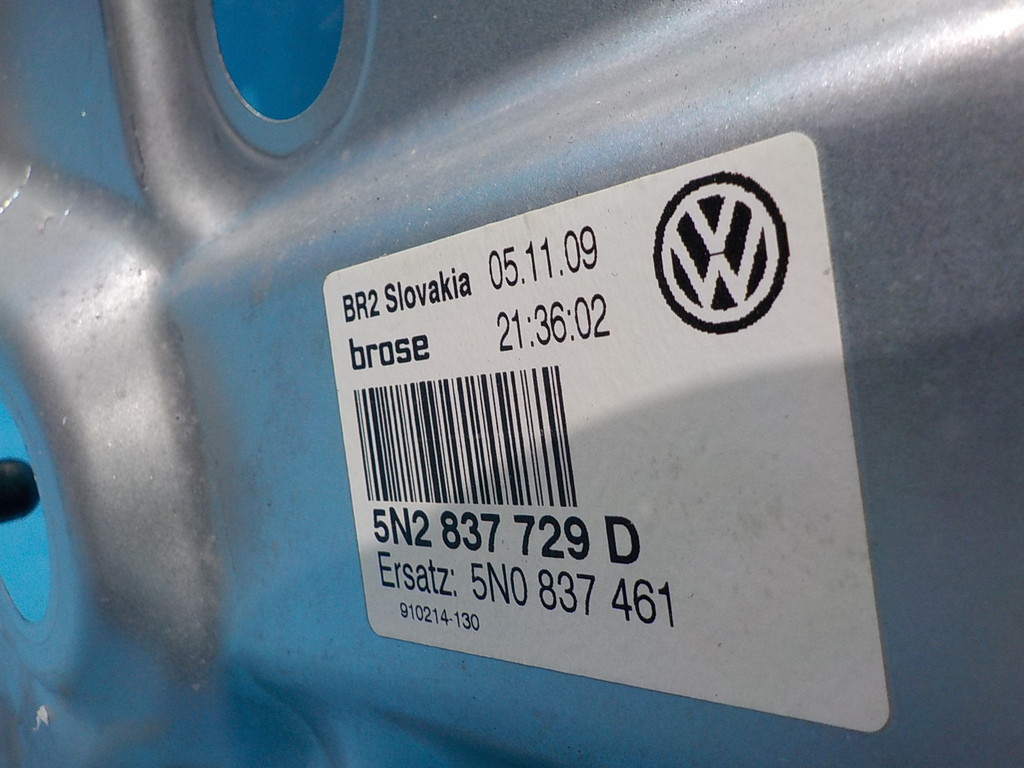 BR2 Slovakia 05.11.09
brose 21:36:02
5N2 837 729 D
Ersatz: 5N0 837 461
910214-130